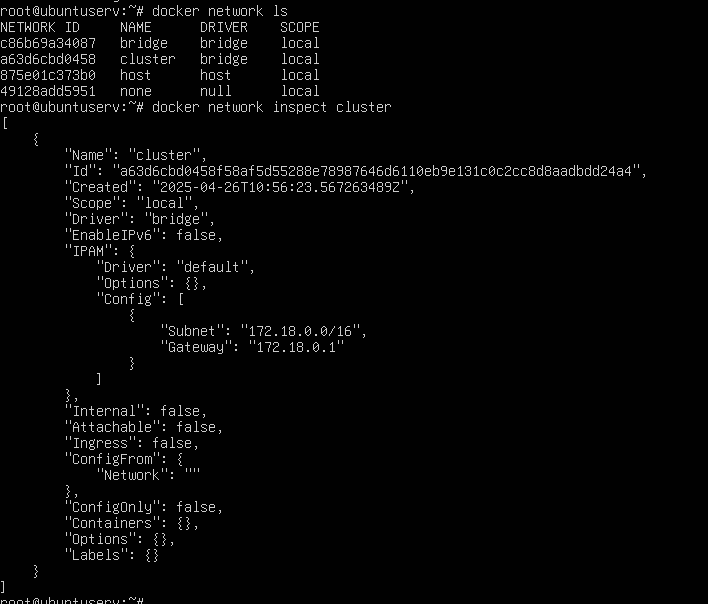 root@ubuntuserv:~# docker network ls
NETWORK ID     NAME      DRIVER    SCOPE
c86b69a34087   bridge    bridge    local
a63d6cbd0458   cluster   bridge    local
875e01c373b0   host      host      local
49128add5951   none      null      local
root@ubuntuserv:~# docker network inspect cluster
[
    {
        "Name": "cluster",
        "Id": "a63d6cbd0458f58af5d55288e78987646d6110eb9e131c0c2cc8d8aadbdd24a4",
        "Created": "2025-04-26T10:56:23.567263489Z",
        "Scope": "local",
        "Driver": "bridge",
        "EnableIPv6": false,
        "IPAM": {
            "Driver": "default",
            "Options": {},
            "Config": [
                {
                    "Subnet": "172.18.0.0/16",
                    "Gateway": "172.18.0.1"
                }
            ]
        },
        "Internal": false,
        "Attachable": false,
        "Ingress": false,
        "ConfigFrom": {
            "Network": ""
        },
        "ConfigOnly": false,
        "Containers": {},
        "Options": {},
        "Labels": {}
    }
]
root@ubuntuserv:~#